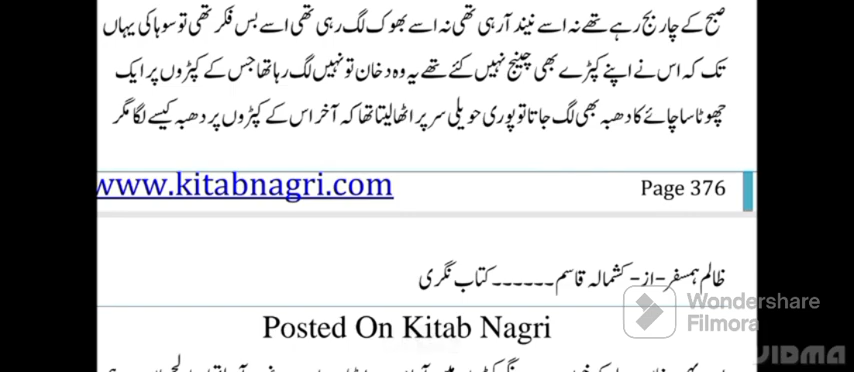 صبح کے چار بج رہے تھے نہ اسے نیند آرہی تھی نہ اسے بھوک لگ رہی تھی اسے بس فکر تھی تو سوہا کی یہاں
تک کہ اس نے اپنے کپڑے بھی چینج نہیں کئے تھے یہ وہ دخان تو نہیں لگ رہا تھا جس کے کپڑوں پر ایک
چھوٹا سا چائے کا دھبہ بھی لگ جاتا تو پوری حویلی سر پر اٹھا لیتا تھا کہ آخر اس کے کپڑوں پر دھبہ کیسے لگا مگر
www.kitabnagri.com Page 376
ظالم ہمسفر-از-کشمالہ قاسم------کتاب نگری
Wondershare
Filmora
Posted On Kitab Nagri
VIDMA